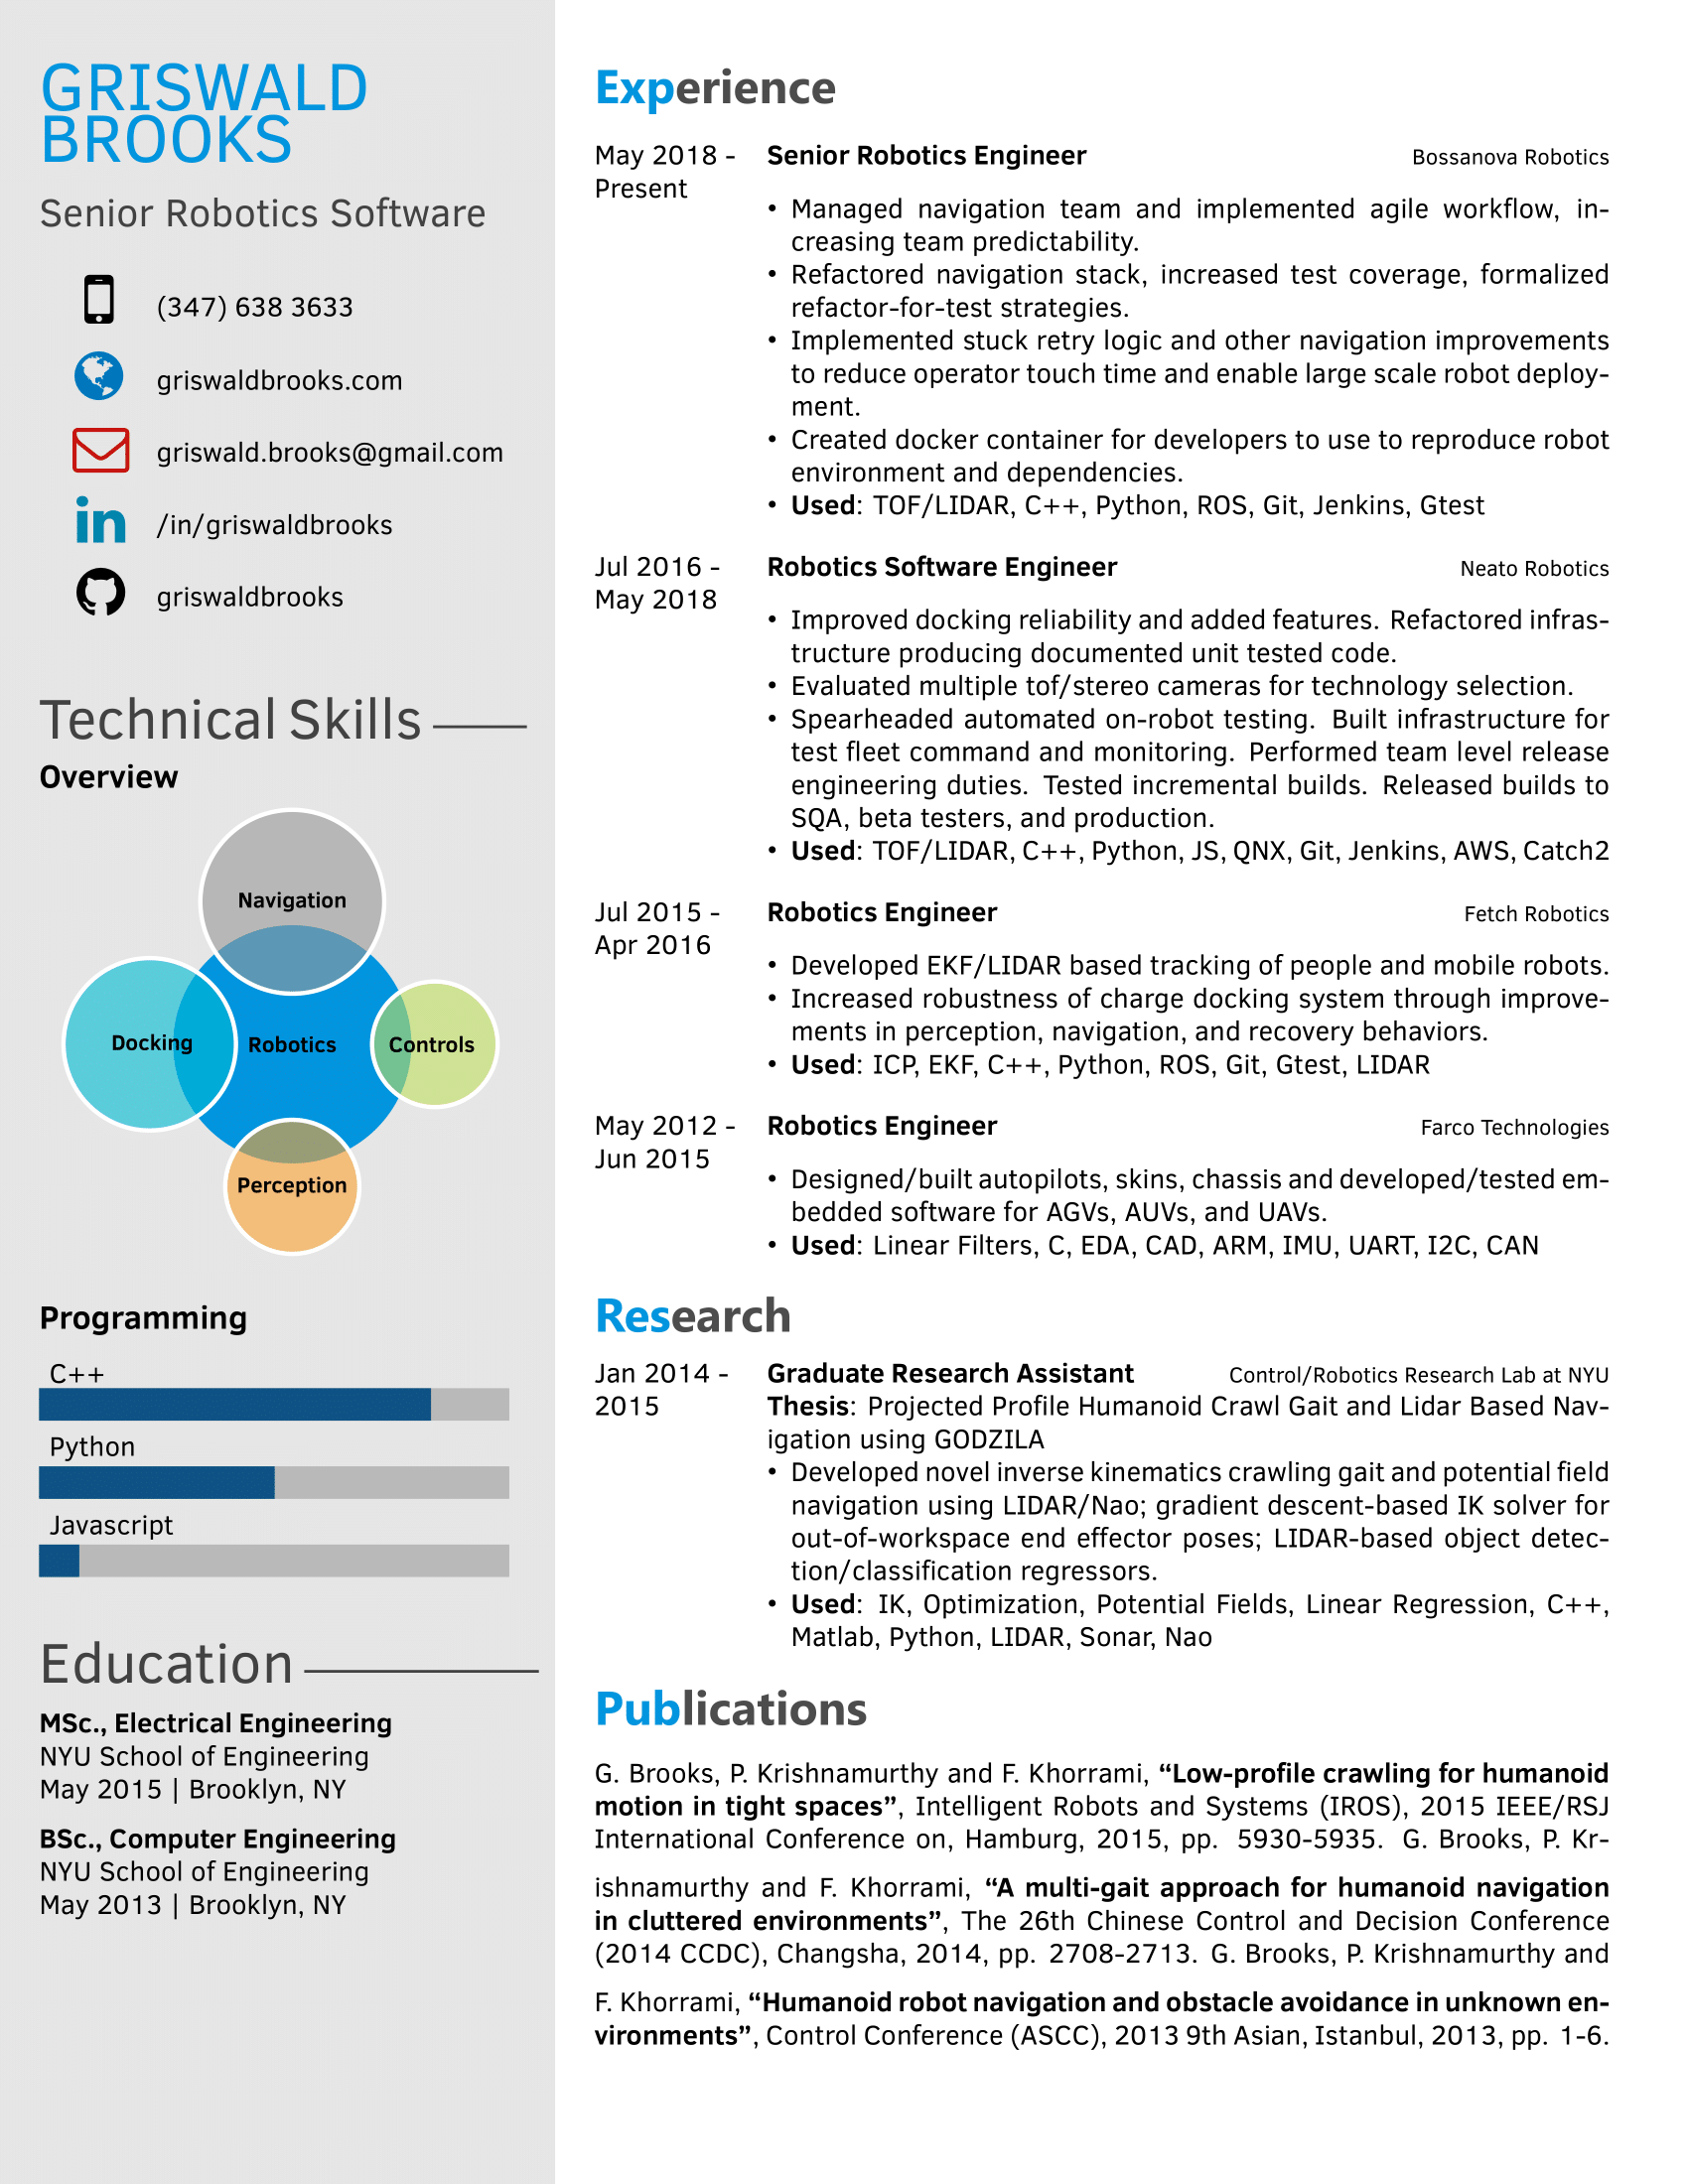 GRISWALD
BROOKS
Senior Robotics Software
(347) 638 3633
griswaldbrooks.com
griswald.brooks@gmail.com
/in/griswaldbrooks
griswaldbrooks
Technical Skills
Overview
Navigation
Docking
Robotics
Controls
Perception
Programming
C++
Python
Javascript
Education
MSc., Electrical Engineering
NYU School of Engineering
May 2015 | Brooklyn, NY
BSc., Computer Engineering
NYU School of Engineering
May 2013 | Brooklyn, NY
Experience
May 2018 -
Present
Senior Robotics Engineer
Bossanova Robotics
• Managed navigation team and implemented agile workflow, in-
creasing team predictability.
• Refactored navigation stack, increased test coverage, formalized
refactor-for-test strategies.
• Implemented stuck retry logic and other navigation improvements
to reduce operator touch time and enable large scale robot deploy-
ment.
• Created docker container for developers to use to reproduce robot
environment and dependencies.
• Used: TOF/LIDAR, C++, Python, ROS, Git, Jenkins, Gtest
Jul 2016 -
May 2018
Robotics Software Engineer
Neato Robotics
• Improved docking reliability and added features. Refactored infras-
tructure producing documented unit tested code.
• Evaluated multiple tof/stereo cameras for technology selection.
• Spearheaded automated on-robot testing. Built infrastructure for
test fleet command and monitoring. Performed team level release
engineering duties. Tested incremental builds. Released builds to
SQA, beta testers, and production.
• Used: TOF/LIDAR, C++, Python, JS, QNX, Git, Jenkins, AWS, Catch2
Jul 2015 -
Apr 2016
Robotics Engineer
Fetch Robotics
• Developed EKF/LIDAR based tracking of people and mobile robots.
• Increased robustness of charge docking system through improve-
ments in perception, navigation, and recovery behaviors.
• Used: ICP, EKF, C++, Python, ROS, Git, Gtest, LIDAR
May 2012 -
Jun 2015
Robotics Engineer
Farco Technologies
• Designed/built autopilots, skins, chassis and developed/tested em-
bedded software for AGVs, AUVs, and UAVs.
• Used: Linear Filters, C, EDA, CAD, ARM, IMU, UART, I2C, CAN
Research
Jan 2014 -
2015
Graduate Research Assistant
Control/Robotics Research Lab at NYU
Thesis: Projected Profile Humanoid Crawl Gait and Lidar Based Nav-
igation using GODZILA
• Developed novel inverse kinematics crawling gait and potential field
navigation using LIDAR/Nao; gradient descent-based IK solver for
out-of-workspace end effector poses; LIDAR-based object detec-
tion/classification regressors.
• Used: IK, Optimization, Potential Fields, Linear Regression, C++,
Matlab, Python, LIDAR, Sonar, Nao
Publications
G. Brooks, P. Krishnamurthy and F. Khorrami, “Low-profile crawling for humanoid
motion in tight spaces”, Intelligent Robots and Systems (IROS), 2015 IEEE/RSJ
International Conference on, Hamburg, 2015, pp. 5930-5935. G. Brooks, P. Kr-
ishnamurthy and F. Khorrami, “A multi-gait approach for humanoid navigation
in cluttered environments”, The 26th Chinese Control and Decision Conference
(2014 CCDC), Changsha, 2014, pp. 2708-2713. G. Brooks, P. Krishnamurthy and
F. Khorrami, “Humanoid robot navigation and obstacle avoidance in unknown en-
vironments”, Control Conference (ASCC), 2013 9th Asian, Istanbul, 2013, pp. 1-6.